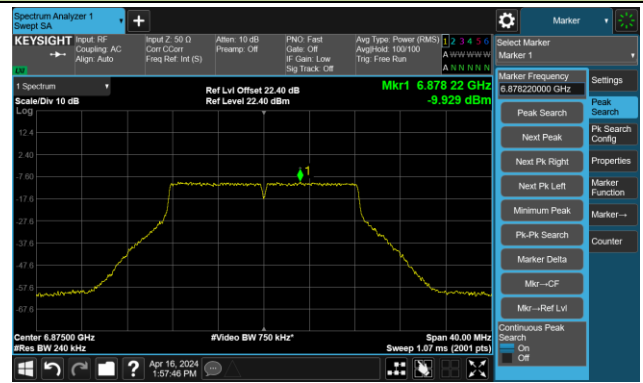 Spectrum Analyzer 1
Swept SA
+
Marker
KEYSIGHT
Input: RF
Coupling: AC
Align: Auto
Input Z: 50 Ω
Corr CCorr
Freq Ref: Int (S)
Atten: 10 dB
Preamp: Off
PNO: Fast
Gate: Off
IF Gain: Low
Sig Track: Off
Avg Type: Power (RMS)
Avg|Hold: 100/100
Trig: Free Run
1 2 3 4 5 6
A W W W W W
A N N N N N
LW
Select Marker
Marker 1
1 Spectrum
Scale/Div 10 dB
Log
Ref Lvl Offset 22.40 dB
Ref Level 22.40 dBm
Mkr1 6.878 22 GHz
-9.929 dBm
12.4
2.40
-7.60
-17.6
-27.6
-37.6
-47.6
-57.6
-67.6
1
Center 6.87500 GHz
#Res BW 240 kHz
#Video BW 750 kHz*
Span 40.00 MHz
Sweep 1.07 ms (2001 pts)
Marker Frequency
6.878220000 GHz
Peak Search
Next Peak
Next Pk Right
Next Pk Left
Minimum Peak
Pk-Pk Search
Marker Delta
Mkr→CF
Mkr→Ref Lvl
Continuous Peak
Search
On
Off
Settings
Peak
Search
Pk Search
Config
Properties
Marker
Function
Marker→
Counter
?
Apr 16, 2024
1:57:46 PM